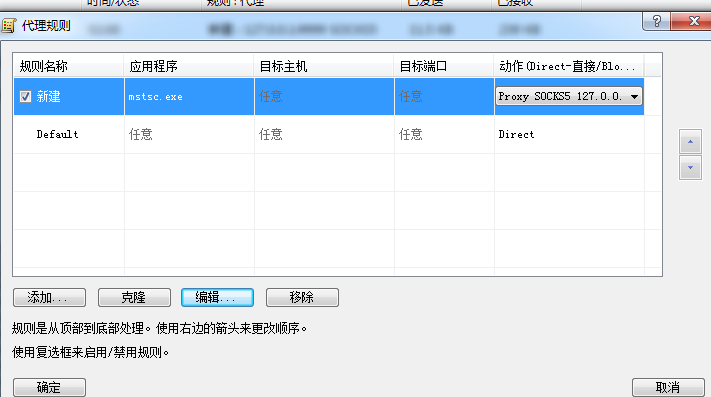 时间/状态 规则:代理 已发送 已接收
代理规则
规则名称 应用程序 目标主机 目标端口 动作(Direct-直接/Blo...
新建 mstsc.exe 任意 任意 Proxy SOCKS5 127.0.0.
Default 任意 任意 任意 Direct
添加... 克隆 编辑... 移除
规则是从顶部到底部处理。使用右边的箭头来更改顺序。
使用复选框来启用/禁用规则。
确定 取消